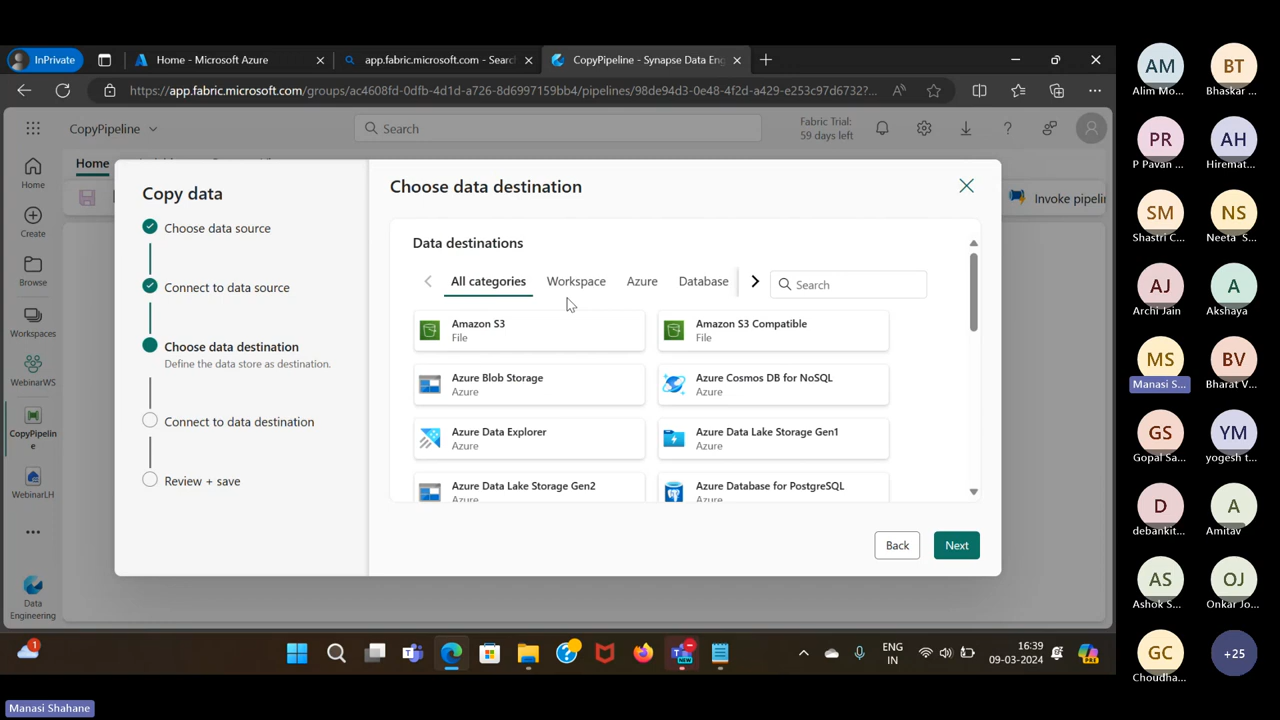 InPrivate
Home - Microsoft Azure
app.fabric.microsoft.com - Searc
CopyPipeline - Synapse Data Eng
https://app.fabric.microsoft.com/groups/ac4608fd-0dfb-4d1d-a726-8d6997159bb4/pipelines/98de94d3-0e48-4f2d-a429-e253c97d6732?...
CopyPipeline
Search
Fabric Trial:
59 days left
Home
Create
Browse
Workspaces
WebinarWS
CopyPipelin
e
WebinarLH
Data
Engineering
Home
Invoke pipelin
Copy data
Choose data source
Connect to data source
Choose data destination
Define the data store as destination.
Connect to data destination
Review + save
Choose data destination
Data destinations
All categories
Workspace
Azure
Database
Search
Amazon S3
File
Amazon S3 Compatible
File
Azure Blob Storage
Azure
Azure Cosmos DB for NoSQL
Azure
Azure Data Explorer
Azure
Azure Data Lake Storage Gen1
Azure
Azure Data Lake Storage Gen2
Azure
Azure Database for PostgreSQL
Azure
Back
Next
1
NEW
ENG
IN
16:39
09-03-2024
PRE
AM
Alim Mo...
BT
Bhaskar ...
PR
P Pavan ...
AH
Hiremat...
SM
Shastri C...
NS
Neeta S...
AJ
Archi Jain
A
Akshaya
MS
Manasi S...
BV
Bharat V...
GS
Gopal Sa...
YM
yogesh t...
D
debankit...
A
Amitav
AS
Ashok S...
OJ
Onkar Jo...
GC
Choudha...
+25
Manasi Shahane